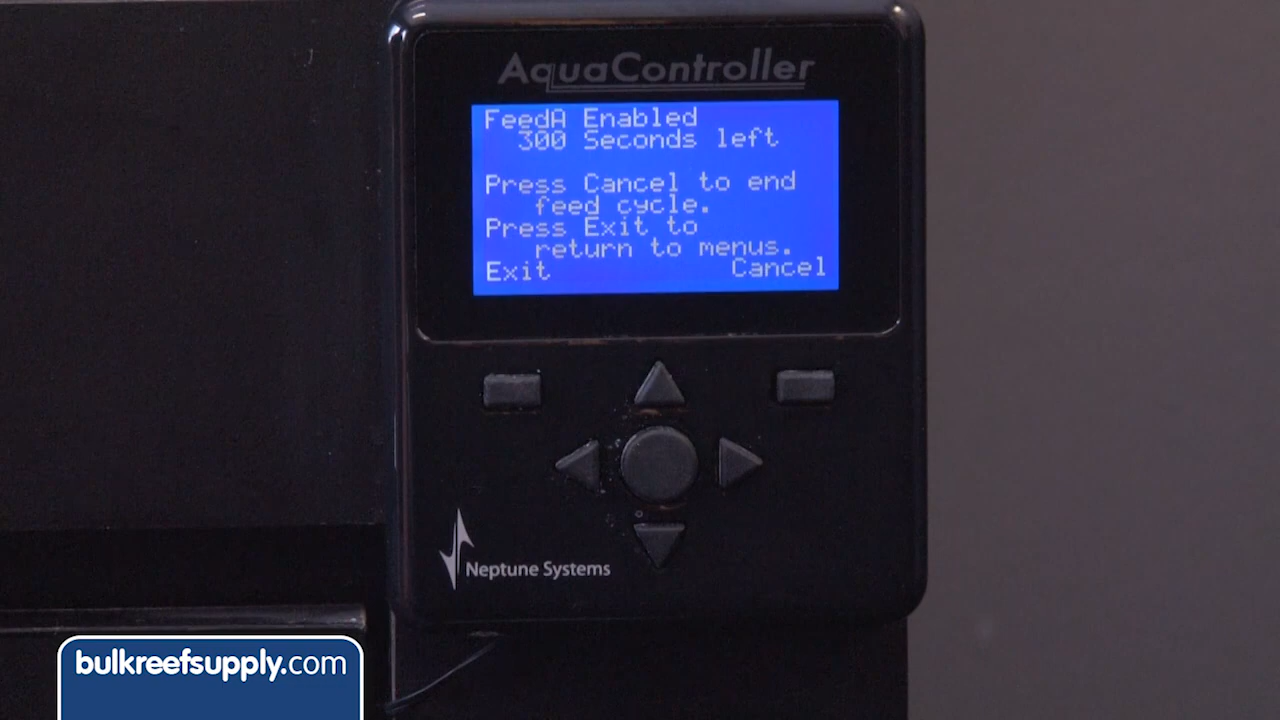 AquaController
FeedA Enabled
300 Seconds left
Press Cancel to end
feed cycle.
Press Exit to
return to menus.
Exit Cancel
Neptune Systems
bulkreefsupply.com